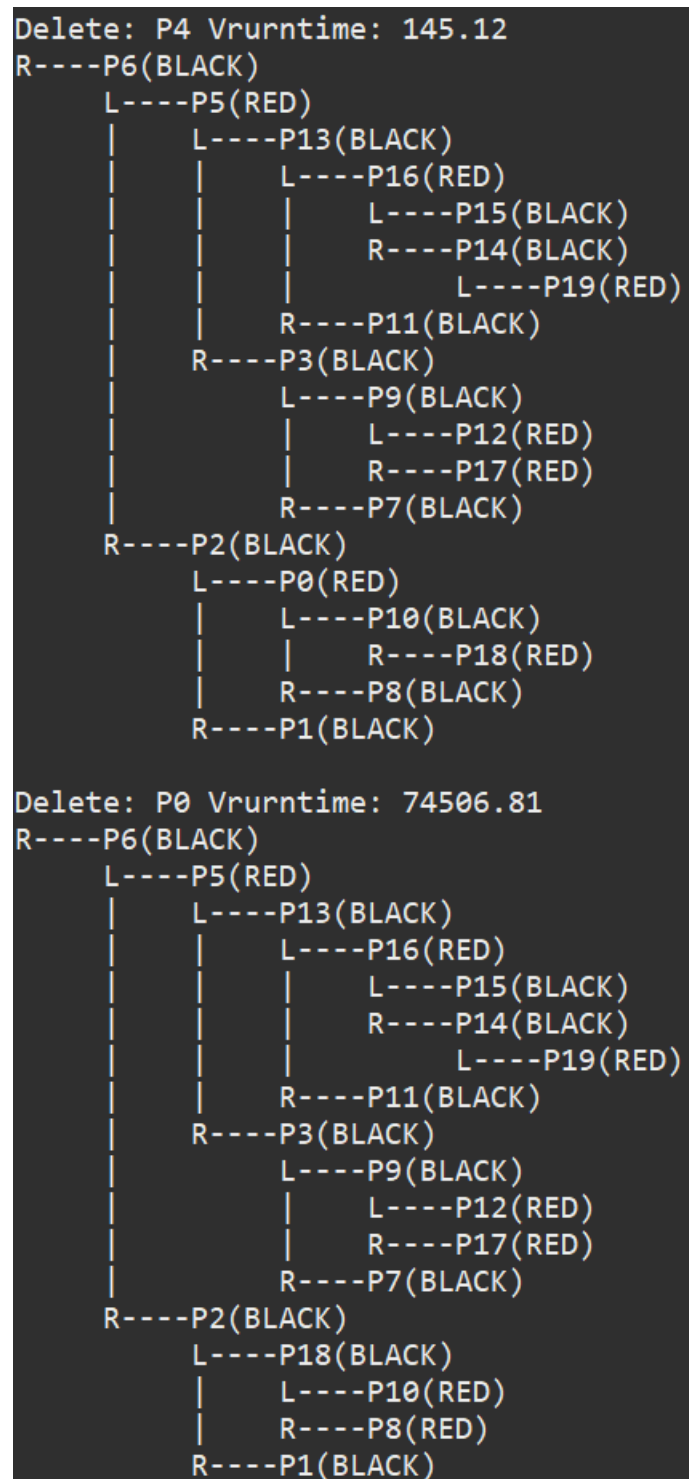 Delete: P4 Vrurntime: 145.12
R----P6(BLACK)
     L----P5(RED)
     |    L----P13(BLACK)
     |    |    L----P16(RED)
     |    |    |    L----P15(BLACK)
     |    |    |    R----P14(BLACK)
     |    |    |         L----P19(RED)
     |    |    R----P11(BLACK)
     |    R----P3(BLACK)
     |         L----P9(BLACK)
     |         |    L----P12(RED)
     |         |    R----P17(RED)
     |         R----P7(BLACK)
     R----P2(BLACK)
          L----P0(RED)
          |    L----P10(BLACK)
          |    |    R----P18(RED)
          |    R----P8(BLACK)
          R----P1(BLACK)

Delete: P0 Vrurntime: 74506.81
R----P6(BLACK)
     L----P5(RED)
     |    L----P13(BLACK)
     |    |    L----P16(RED)
     |    |    |    L----P15(BLACK)
     |    |    |    R----P14(BLACK)
     |    |    |         L----P19(RED)
     |    |    R----P11(BLACK)
     |    R----P3(BLACK)
     |         L----P9(BLACK)
     |         |    L----P12(RED)
     |         |    R----P17(RED)
     |         R----P7(BLACK)
     R----P2(BLACK)
          L----P18(BLACK)
          |    L----P10(RED)
          |    R----P8(RED)
          R----P1(BLACK)